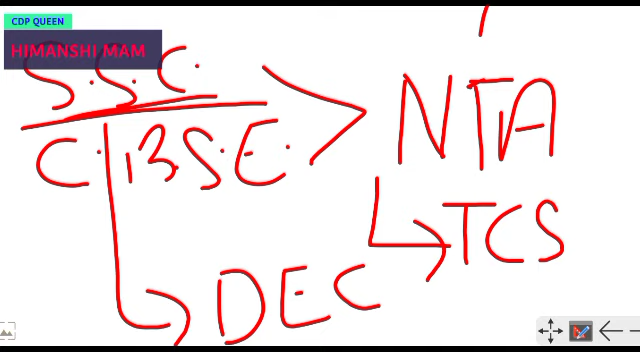 CDP QUEEN
HIMANSHI MAM
S.S.C.
C.B.S.E.
NTA
TCS
DEC